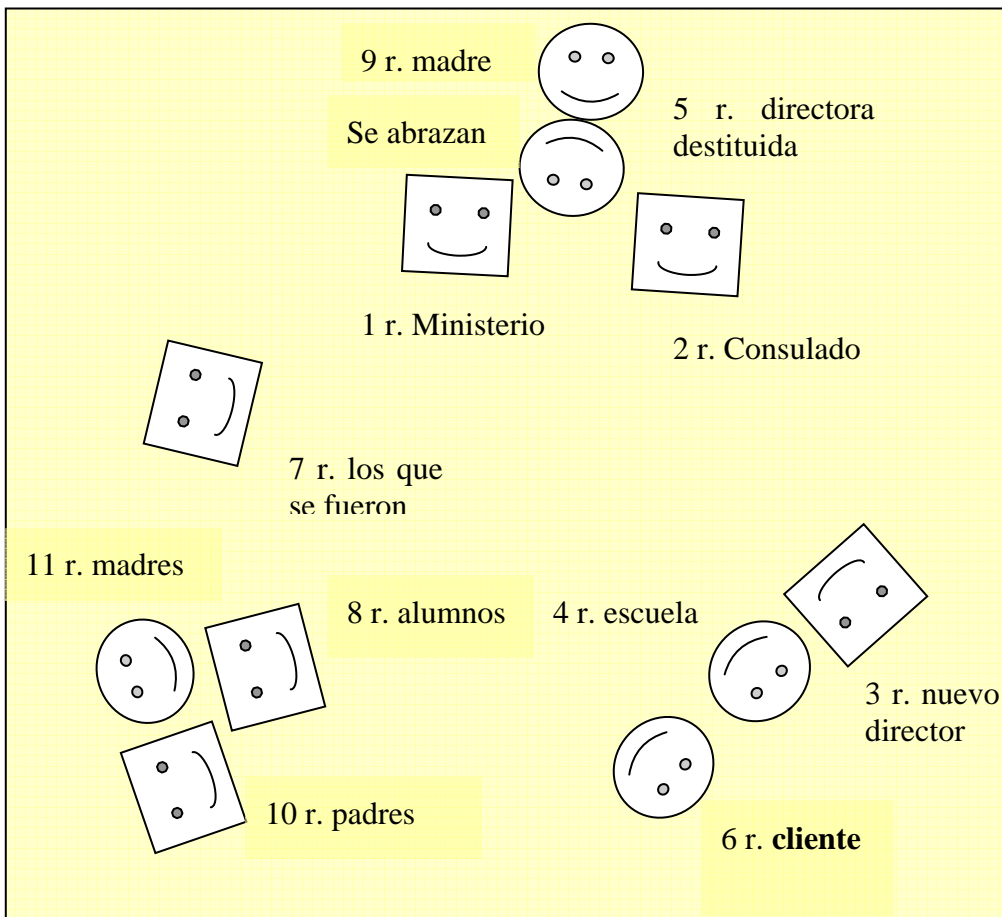 9 r. madre
5 r. directora
destituida
Se abrazan
1 r. Ministerio
2 r. Consulado
7 r. los que
se fueron
11 r. madres
8 r. alumnos
4 r. escuela
3 r. nuevo
director
10 r. padres
6 r. cliente